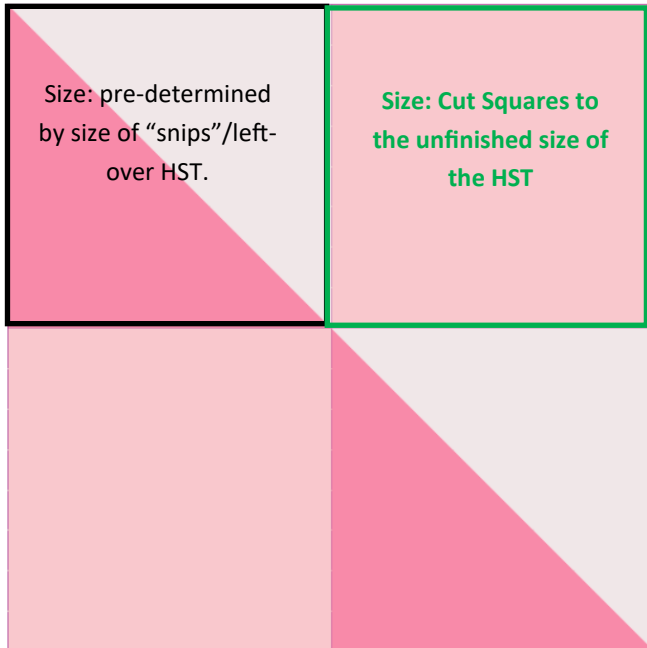 Size: pre-determined
by size of “snips”/left-
over HST.
Size: Cut Squares to
the unfinished size of
the HST